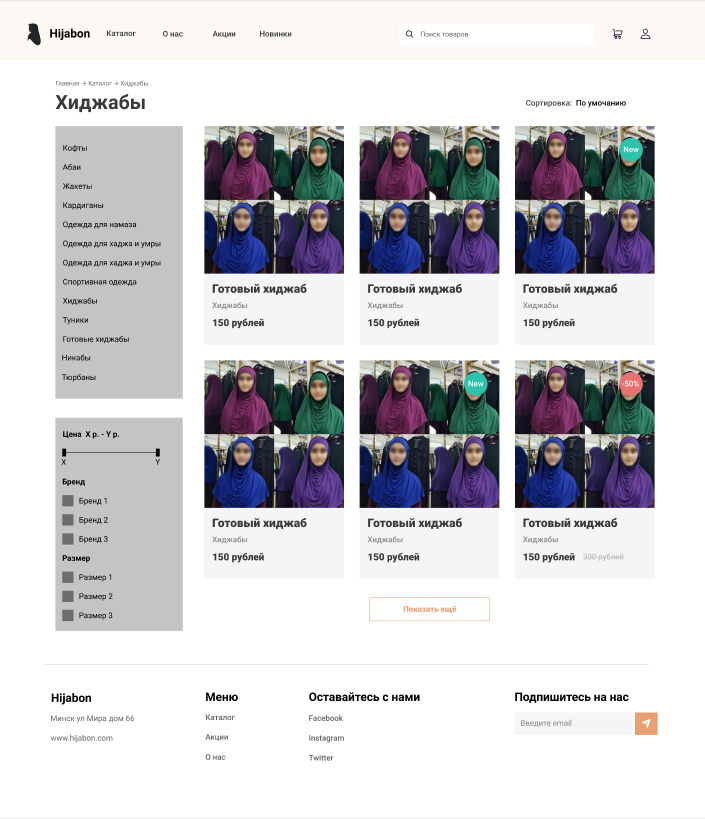 Hijabon
Каталог
О нас
Акции
Новинки
Поиск товаров
Главная → Каталог → Хиджабы
Хиджабы
Сортировка: По умочанию
Кофты
Абаи
Жакеты
Кардиганы
Одежда для намаза
Одежда для хаджа и умры
Одежда для хаджа и умры
Спортивная одежда
Хиджабы
Туники
Готовые хиджабы
Никабы
Тюрбаны
Цена X р. - Y р.
X Y
Бренд
Бренд 1
Бренд 2
Бренд 3
Размер
Размер 1
Размер 2
Размер 3
Готовый хиджаб
Хиджабы
150 рублей
Готовый хиджаб
Хиджабы
150 рублей
New
Готовый хиджаб
Хиджабы
150 рублей
Готовый хиджаб
Хиджабы
150 рублей
New
Готовый хиджаб
Хиджабы
150 рублей
-50%
Готовый хиджаб
Хиджабы
150 рублей 300 рублей
Показать ещё
Hijabon
Минск ул Мира дом 66
www.hijabon.com
Меню
Каталог
Акции
О нас
Оставайтесь с нами
Facebook
Instagram
Twitter
Подпишитесь на нас
Введите email